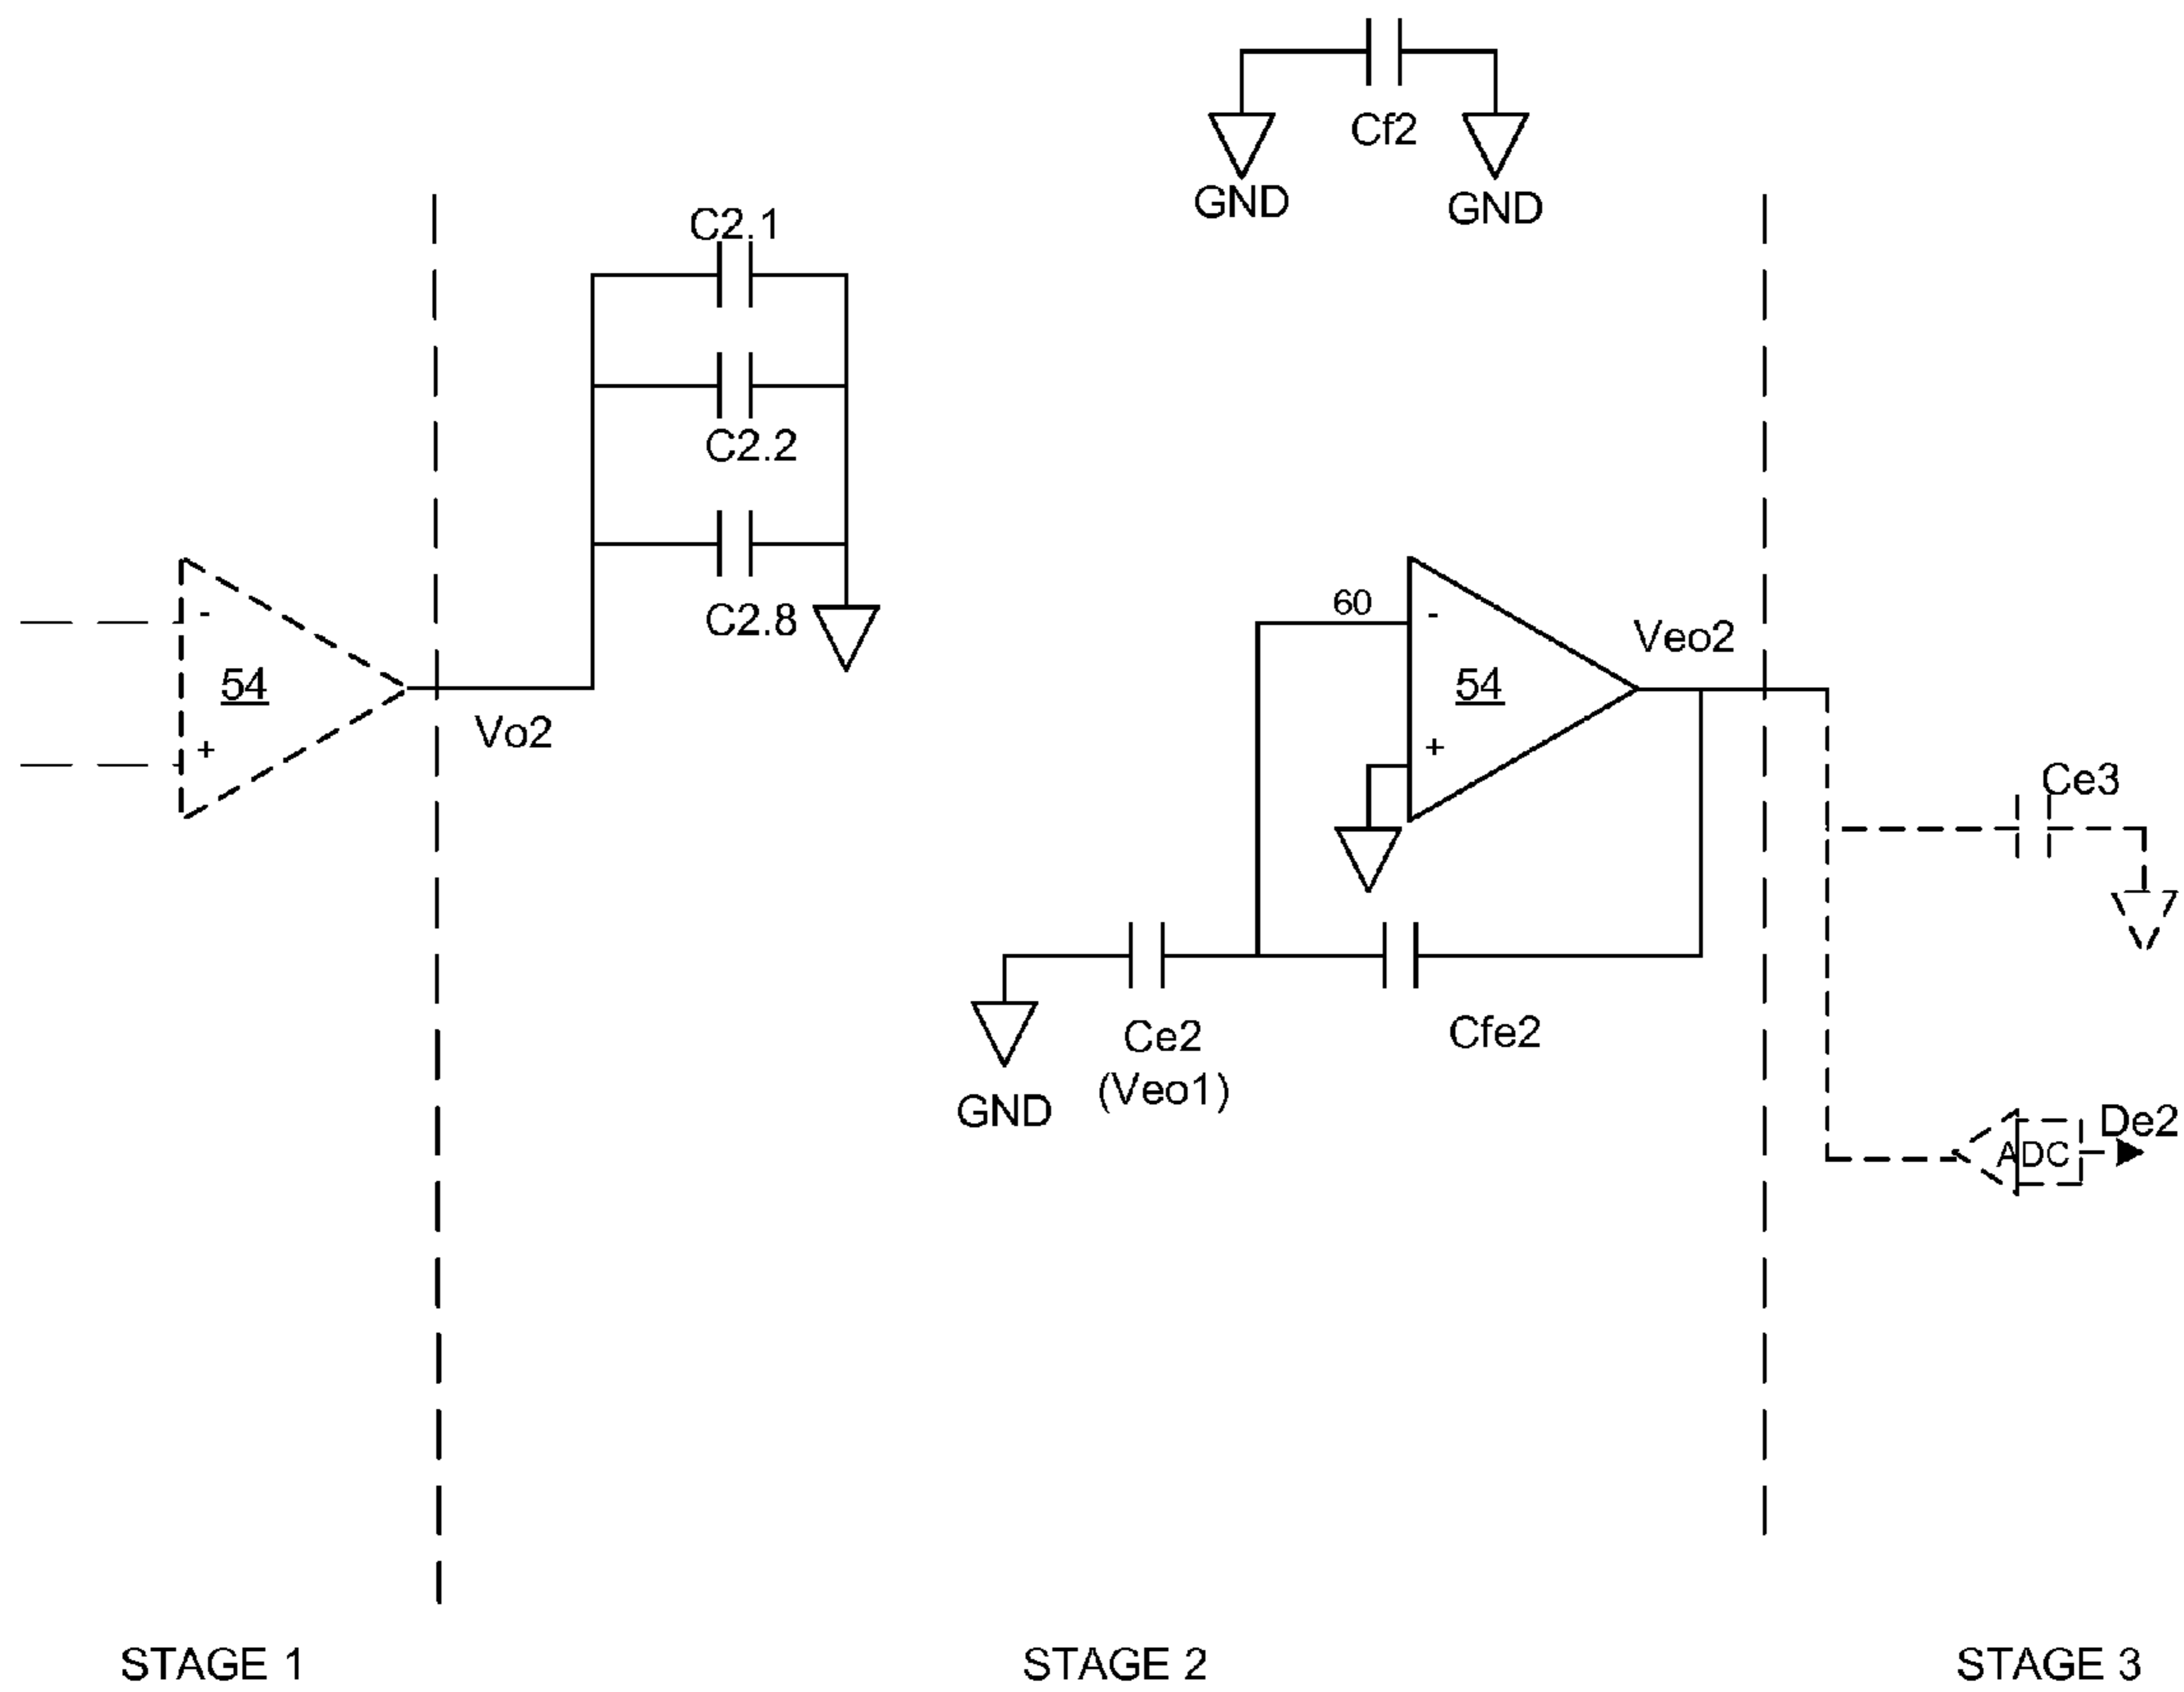 Cf2
GND
GND
C2.1
C2.2
C2.8
-
54
+
Vo2
60
-
54
+
Veo2
Ce3
Ce2
(Veo1)
Cfe2
GND
ADC
De2
STAGE 1
STAGE 2
STAGE 3